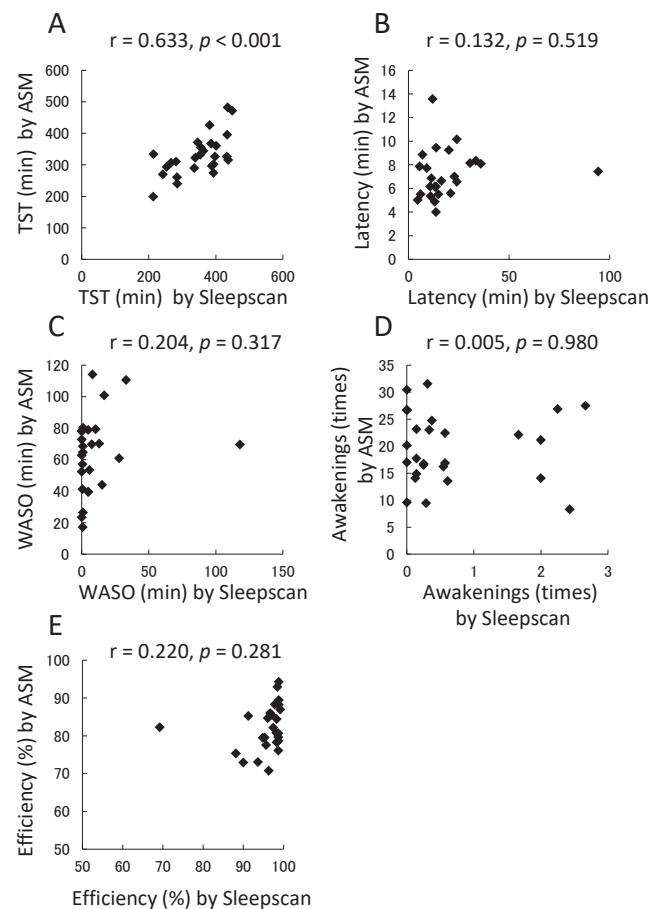 A
r = 0.633, p < 0.001
TST (min) by ASM
600
500
400
300
200
100
0
0 200 400 600
TST (min) by Sleepscan
B
r = 0.132, p = 0.519
Latency (min) by ASM
16
14
12
10
8
6
4
2
0
0 50 100
Latency (min) by Sleepscan
C
r = 0.204, p = 0.317
WASO (min) by ASM
120
100
80
60
40
20
0
0 50 100 150
WASO (min) by Sleepscan
D
r = 0.005, p = 0.980
Awakenings (times)
by ASM
35
30
25
20
15
10
5
0
0 1 2 3
Awakenings (times)
by Sleepscan
E
r = 0.220, p = 0.281
Efficiency (%) by ASM
100
90
80
70
60
50
50 60 70 80 90 100
Efficiency (%) by Sleepscan